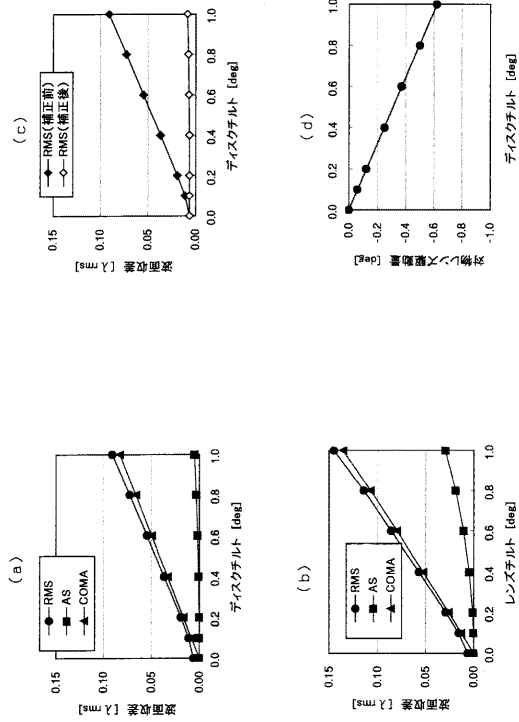 (a)
RMS
AS
COMA
波面収差 [λrms]
0.15
0.10
0.05
0.00
0.0 0.2 0.4 0.6 0.8 1.0
ディスクチルト [deg]
(b)
RMS
AS
COMA
波面収差 [λrms]
0.15
0.10
0.05
0.00
0.0 0.2 0.4 0.6 0.8 1.0
レンズチルト [deg]
(c)
RMS(補正前)
RMS(補正後)
波面収差 [λrms]
0.15
0.10
0.05
0.00
0.0 0.2 0.4 0.6 0.8 1.0
ディスクチルト [deg]
(d)
対物レンズ駆動量 [deg]
0.0
-0.2
-0.4
-0.6
-0.8
-1.0
0.0 0.2 0.4 0.6 0.8 1.0
ディスクチルト [deg]